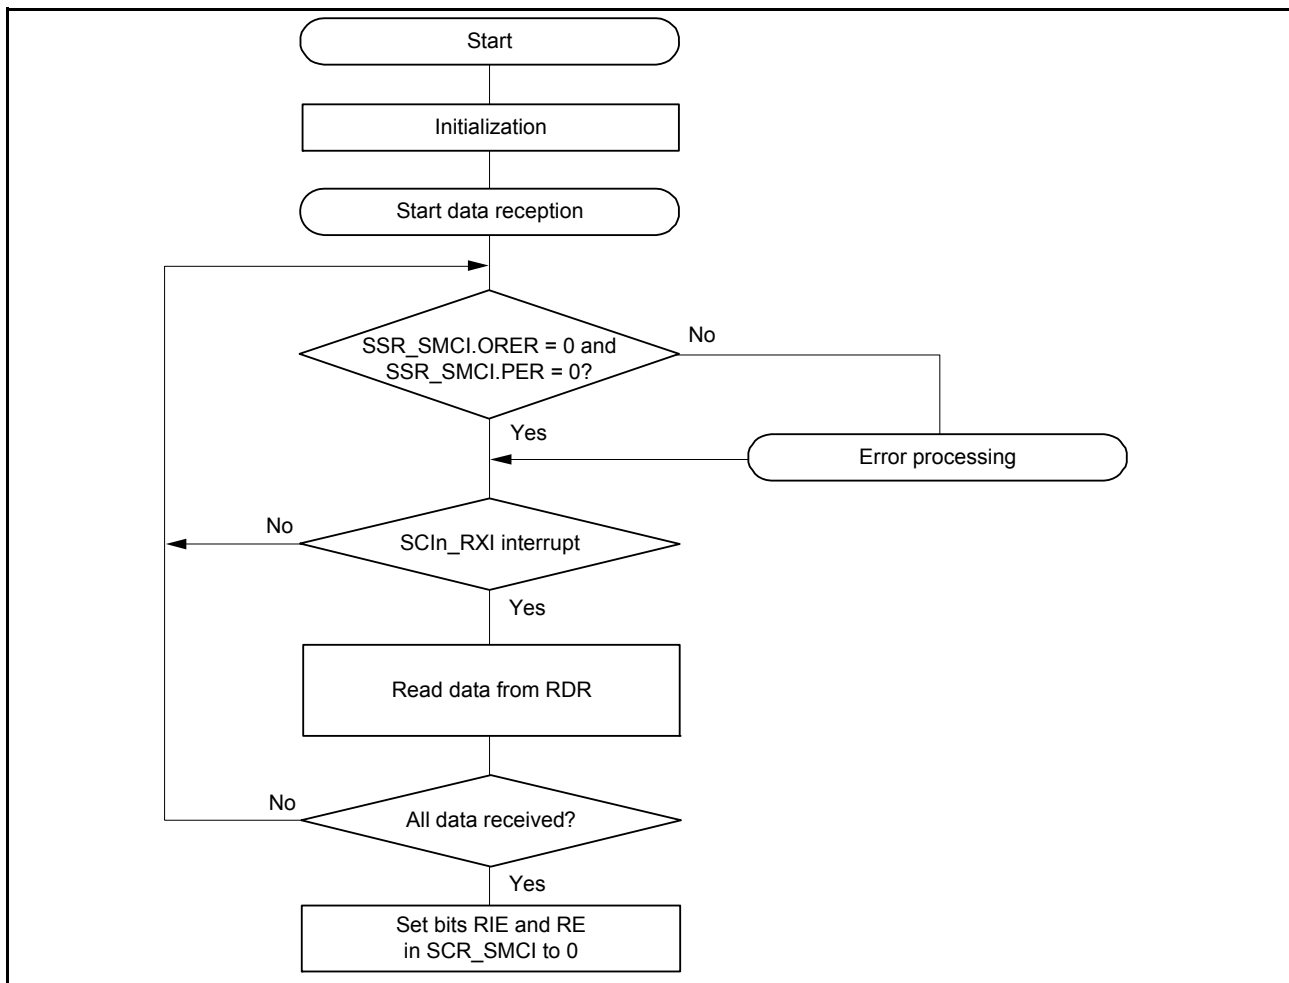 Start
Initialization
Start data reception
SSR_SMCI.ORER = 0 and
SSR_SMCI.PER = 0?
No
Yes
Error processing
No
SCIn_RXI interrupt
Yes
Read data from RDR
No
All data received?
Yes
Set bits RIE and RE
in SCR_SMCI to 0